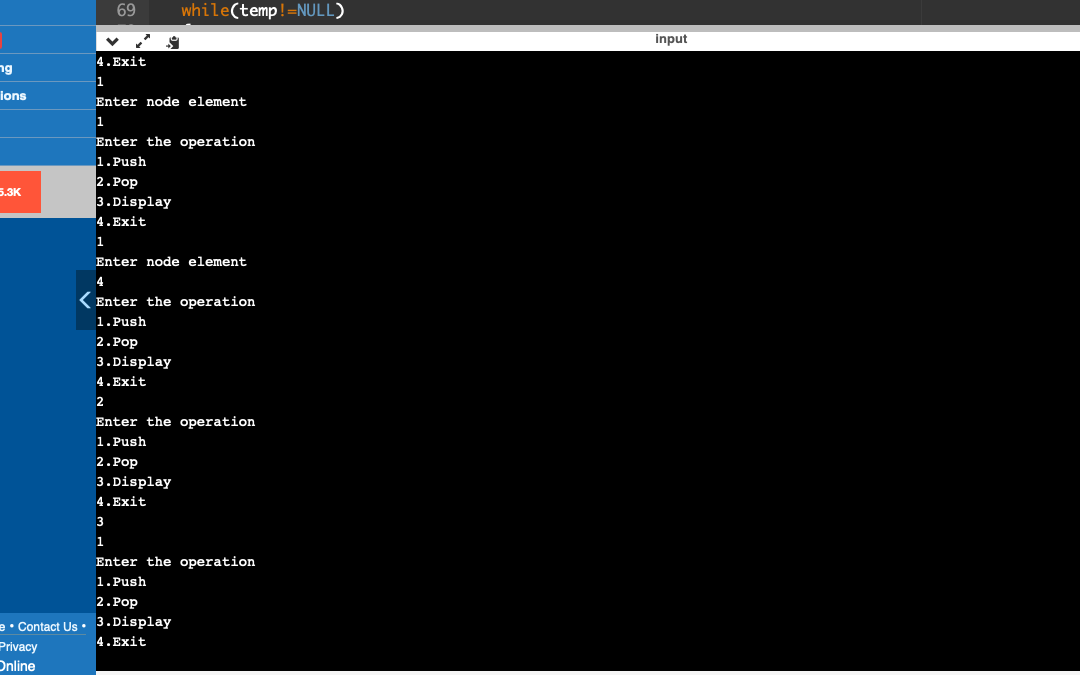 69 while(temp!=NULL)
input
ng
ions
5.3K
4.Exit
1
Enter node element
1
Enter the operation
1.Push
2.Pop
3.Display
4.Exit
1
Enter node element
4
Enter the operation
1.Push
2.Pop
3.Display
4.Exit
2
Enter the operation
1.Push
2.Pop
3.Display
4.Exit
3
1
Enter the operation
1.Push
2.Pop
3.Display
4.Exit
e • Contact Us •
Privacy
Online